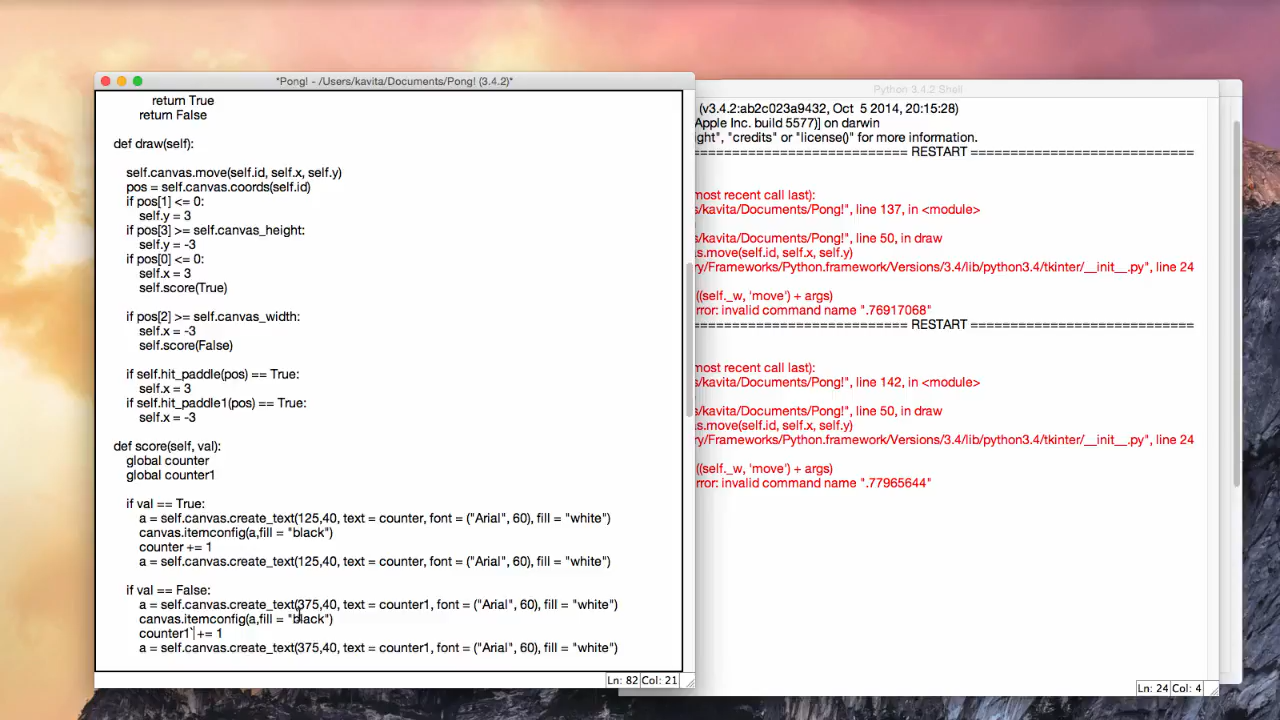 *Pong! - /Users/kavita/Documents/Pong! (3.4.2)*
return True
return False
def draw(self):
self.canvas.move(self.id, self.x, self.y)
pos = self.canvas.coords(self.id)
if pos[1] <= 0:
self.y = 3
if pos[3] >= self.canvas_height:
self.y = -3
if pos[0] <= 0:
self.x = 3
self.score(True)
if pos[2] >= self.canvas_width:
self.x = -3
self.score(False)
if self.hit_paddle(pos) == True:
self.x = 3
if self.hit_paddle1(pos) == True:
self.x = -3
def score(self, val):
global counter
global counter1
if val == True:
a = self.canvas.create_text(125,40, text = counter, font = ("Arial", 60), fill = "white")
canvas.itemconfig(a,fill = "black")
counter += 1
a = self.canvas.create_text(125,40, text = counter, font = ("Arial", 60), fill = "white")
if val == False:
a = self.canvas.create_text(375,40, text = counter1, font = ("Arial", 60), fill = "white")
canvas.itemconfig(a,fill = "black")
counter1` += 1
a = self.canvas.create_text(375,40, text = counter1, font = ("Arial", 60), fill = "white")
Ln: 82 Col: 21
Python 3.4.2 Shell
(v3.4.2:ab2c023a9432, Oct 5 2014, 20:15:28)
Apple Inc. build 5577)] on darwin
ght", "credits" or "license()" for more information.
=========================== RESTART ===========================
most recent call last):
s/kavita/Documents/Pong!", line 137, in <module>
s/kavita/Documents/Pong!", line 50, in draw
as.move(self.id, self.x, self.y)
ry/Frameworks/Python.framework/Versions/3.4/lib/python3.4/tkinter/__init__.py", line 24
((self._w, 'move') + args)
rror: invalid command name ".76917068"
=========================== RESTART ===========================
most recent call last):
s/kavita/Documents/Pong!", line 142, in <module>
s/kavita/Documents/Pong!", line 50, in draw
as.move(self.id, self.x, self.y)
ry/Frameworks/Python.framework/Versions/3.4/lib/python3.4/tkinter/__init__.py", line 24
((self._w, 'move') + args)
rror: invalid command name ".77965644"
Ln: 24 Col: 4